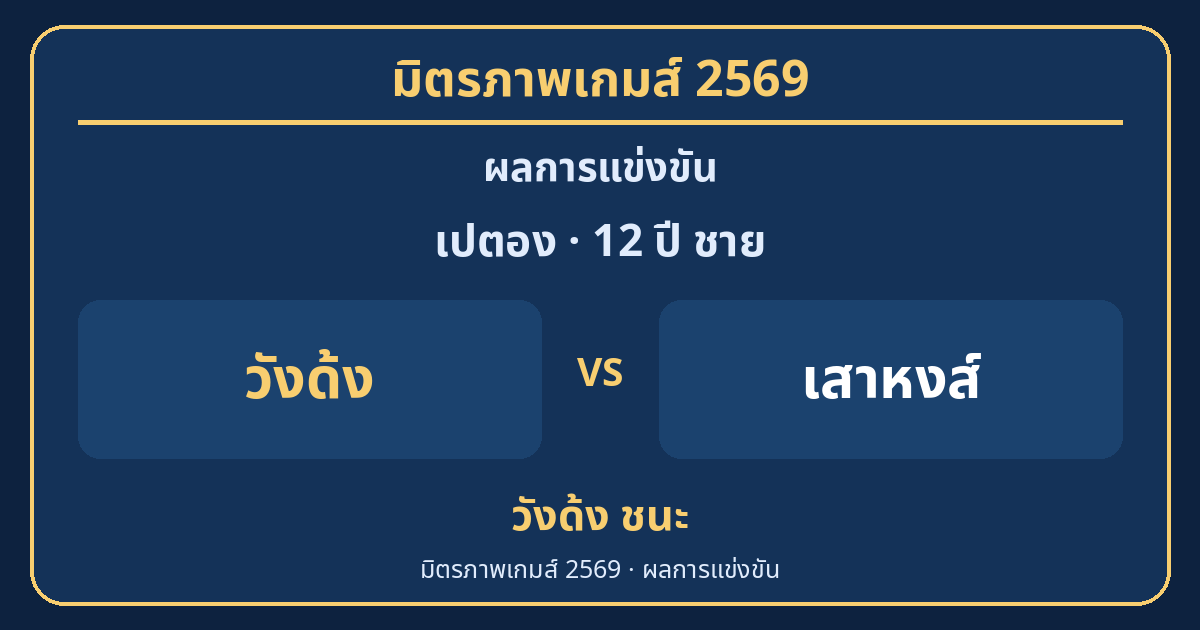 มิตรภาพเกมส์ 2569
ผลการแข่งขัน
เปตอง · 12 ปี ชาย
วังด้ง
VS
เสาหงส์
วังด้ง ชนะ
มิตรภาพเกมส์ 2569 · ผลการแข่งขัน